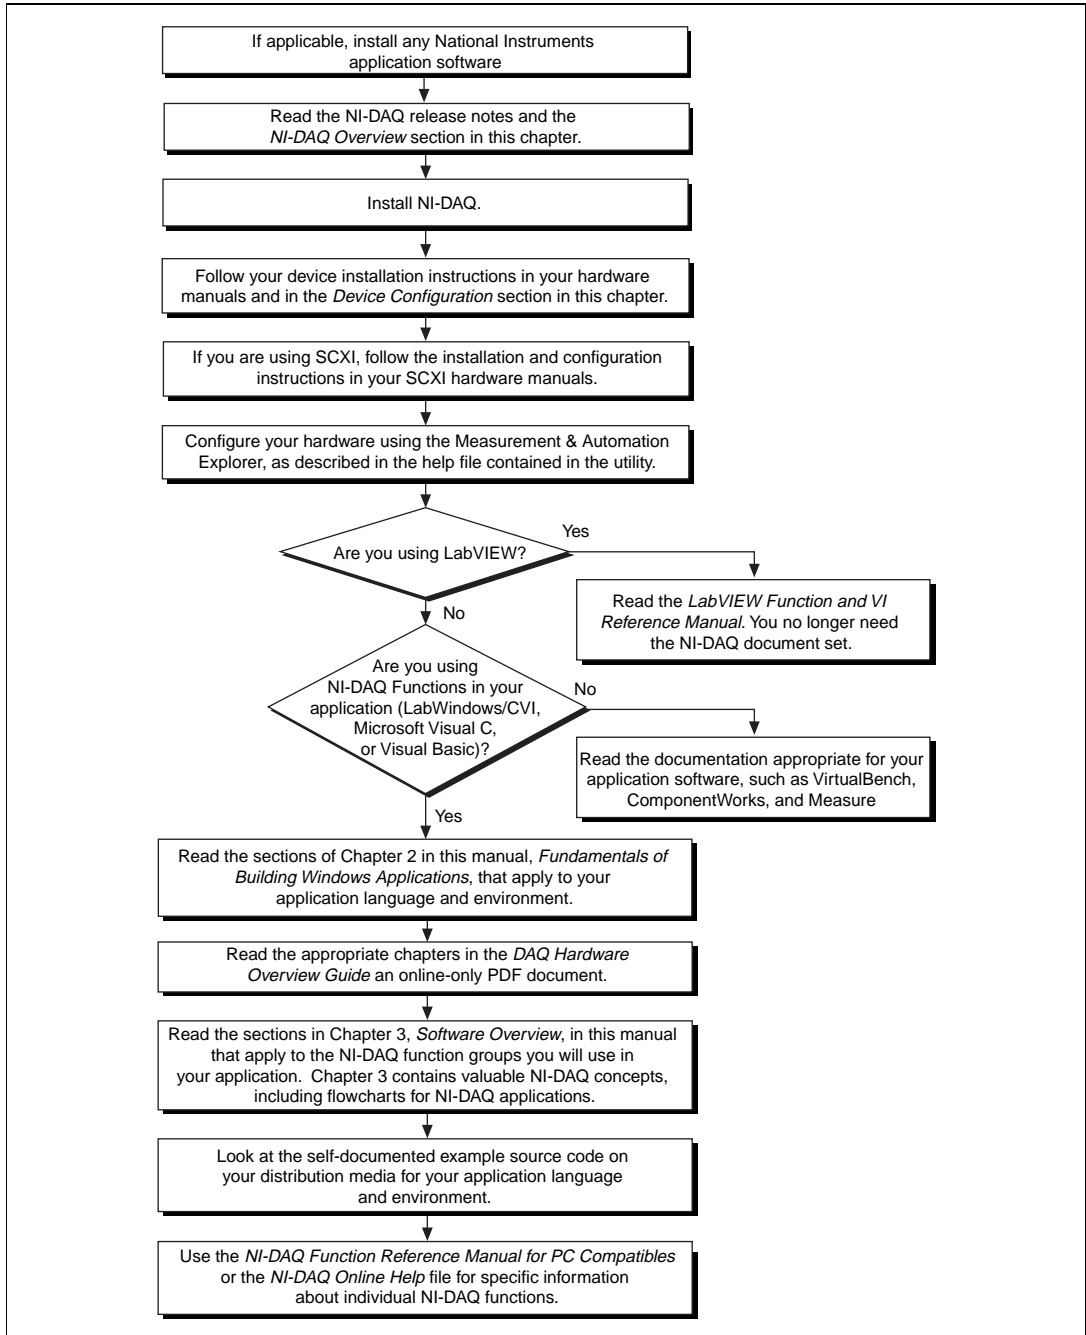 If applicable, install any National Instruments
application software
Read the NI-DAQ release notes and the
NI-DAQ Overview section in this chapter.
Install NI-DAQ.
Follow your device installation instructions in your hardware
manuals and in the Device Configuration section in this chapter.
If you are using SCXI, follow the installation and configuration
instructions in your SCXI hardware manuals.
Configure your hardware using the Measurement & Automation
Explorer, as described in the help file contained in the utility.
Are you using LabVIEW?
Yes
Read the LabVIEW Function and VI
Reference Manual. You no longer need
the NI-DAQ document set.
No
Are you using
NI-DAQ Functions in your
application (LabWindows/CVI,
Microsoft Visual C,
or Visual Basic)?
No
Read the documentation appropriate for your
application software, such as VirtualBench,
ComponentWorks, and Measure
Yes
Read the sections of Chapter 2 in this manual, Fundamentals of
Building Windows Applications, that apply to your
application language and environment.
Read the appropriate chapters in the DAQ Hardware
Overview Guide an online-only PDF document.
Read the sections in Chapter 3, Software Overview, in this manual
that apply to the NI-DAQ function groups you will use in
your application. Chapter 3 contains valuable NI-DAQ concepts,
including flowcharts for NI-DAQ applications.
Look at the self-documented example source code on
your distribution media for your application language
and environment.
Use the NI-DAQ Function Reference Manual for PC Compatibles
or the NI-DAQ Online Help file for specific information
about individual NI-DAQ functions.